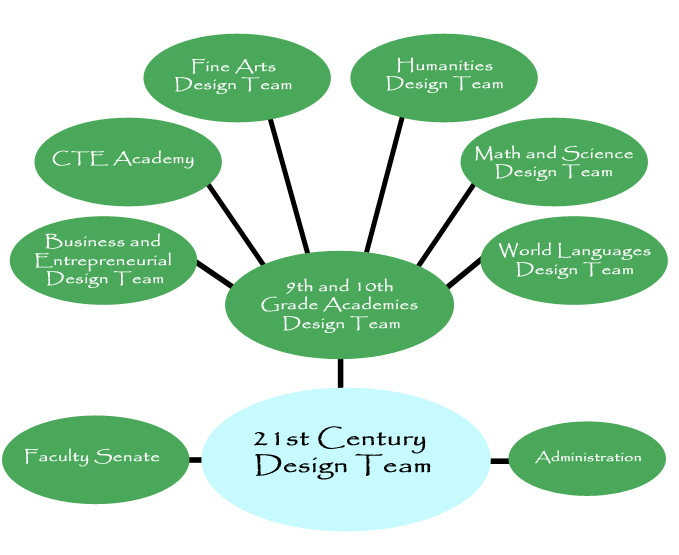 Fine Arts
Design Team
Humanities
Design Team
CTE Academy
Math and Science
Design Team
Business and
Entrepreneurial
Design Team
World Languages
Design Team
9th and 10th
Grade Academies
Design Team
21st Century
Design Team
Faculty Senate
Administration